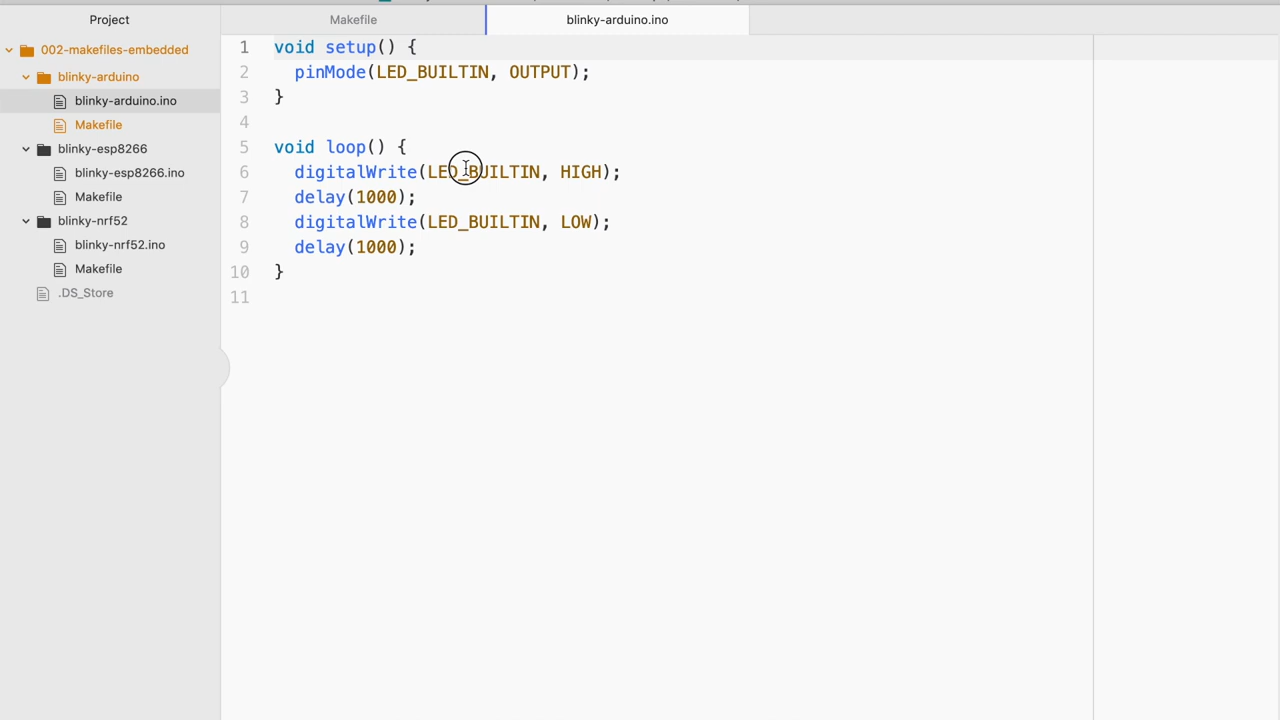 Project
Makefile
blinky-arduino.ino
002-makefiles-embedded
blinky-arduino
blinky-arduino.ino
Makefile
blinky-esp8266
blinky-esp8266.ino
Makefile
blinky-nrf52
blinky-nrf52.ino
Makefile
.DS_Store
1 void setup() {
2   pinMode(LED_BUILTIN, OUTPUT);
3 }
4
5 void loop() {
6   digitalWrite(LED_BUILTIN, HIGH);
7   delay(1000);
8   digitalWrite(LED_BUILTIN, LOW);
9   delay(1000);
10 }
11